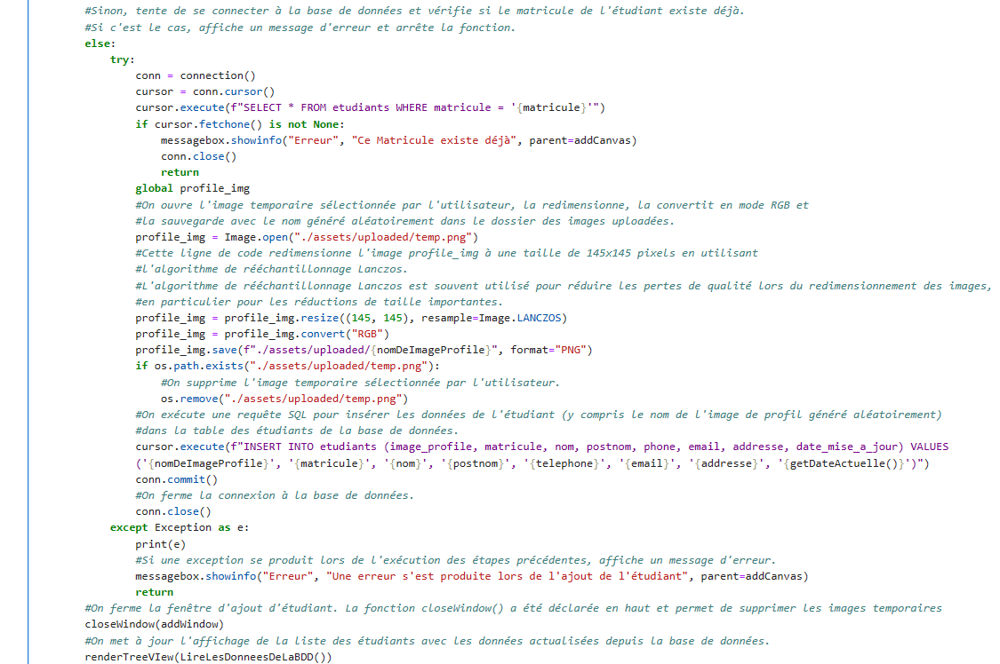 #Sinon, tente de se connecter à la base de données et vérifie si le matricule de l'étudiant existe déjà.
#Si c'est le cas, affiche un message d'erreur et arrête la fonction.
else:
try:
conn = connection()
cursor = conn.cursor()
cursor.execute(f"SELECT * FROM etudiants WHERE matricule = '{matricule}'")
if cursor.fetchone() is not None:
messagebox.showinfo("Erreur", "Ce Matricule existe déjà", parent=addCanvas)
conn.close()
return
global profile_img
#On ouvre l'image temporaire sélectionnée par l'utilisateur, la redimensionne, la convertit en mode RGB et
#la sauvegarde avec le nom généré aléatoirement dans le dossier des images uploadées.
profile_img = Image.open("./assets/uploaded/temp.png")
#Cette ligne de code redimensionne l'image profile_img à une taille de 145x145 pixels en utilisant
#l'algorithme de rééchantillonnage Lanczos.
#L'algorithme de rééchantillonnage Lanczos est souvent utilisé pour réduire les pertes de qualité lors du redimensionnement des images,
#en particulier pour les réductions de taille importantes.
profile_img = profile_img.resize((145, 145), resample=Image.LANCZOS)
profile_img = profile_img.convert("RGB")
profile_img.save(f"./assets/uploaded/{nomDeImageProfile}", format="PNG")
if os.path.exists("./assets/uploaded/temp.png"):
#On supprime l'image temporaire sélectionnée par l'utilisateur.
os.remove("./assets/uploaded/temp.png")
#On exécute une requête SQL pour insérer les données de l'étudiant (y compris le nom de l'image de profil généré aléatoirement)
#dans la table des étudiants de la base de données.
cursor.execute(f"INSERT INTO etudiants (image_profile, matricule, nom, postnom, phone, email, addresse, date_mise_a_jour) VALUES
('{nomDeImageProfile}', '{matricule}', '{nom}', '{postnom}', '{telephone}', '{email}', '{addresse}', '{getDateActuelle()}')")
conn.commit()
#On ferme la connexion à la base de données.
conn.close()
except Exception as e:
print(e)
#Si une exception se produit lors de l'exécution des étapes précédentes, affiche un message d'erreur.
messagebox.showinfo("Erreur", "Une erreur s'est produite lors de l'ajout de l'étudiant", parent=addCanvas)
return
#On ferme la fenêtre d'ajout d'étudiant. La fonction closeWindow() a été déclarée en haut et permet de supprimer les images temporaires
closeWindow(addWindow)
#On met à jour l'affichage de la liste des étudiants avec les données actualisées depuis la base de données.
renderTreeVIew(LireLesDonneesDeLaBDD())